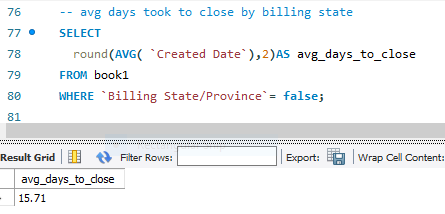 76 -- avg days took to close by billing state
77 SELECT
78 round(AVG( `Created Date`),2)AS avg_days_to_close
79 FROM book1
80 WHERE `Billing State/Province`= false;
81
Result Grid Filter Rows: Export: Wrap Cell Content:
avg_days_to_close
15.71